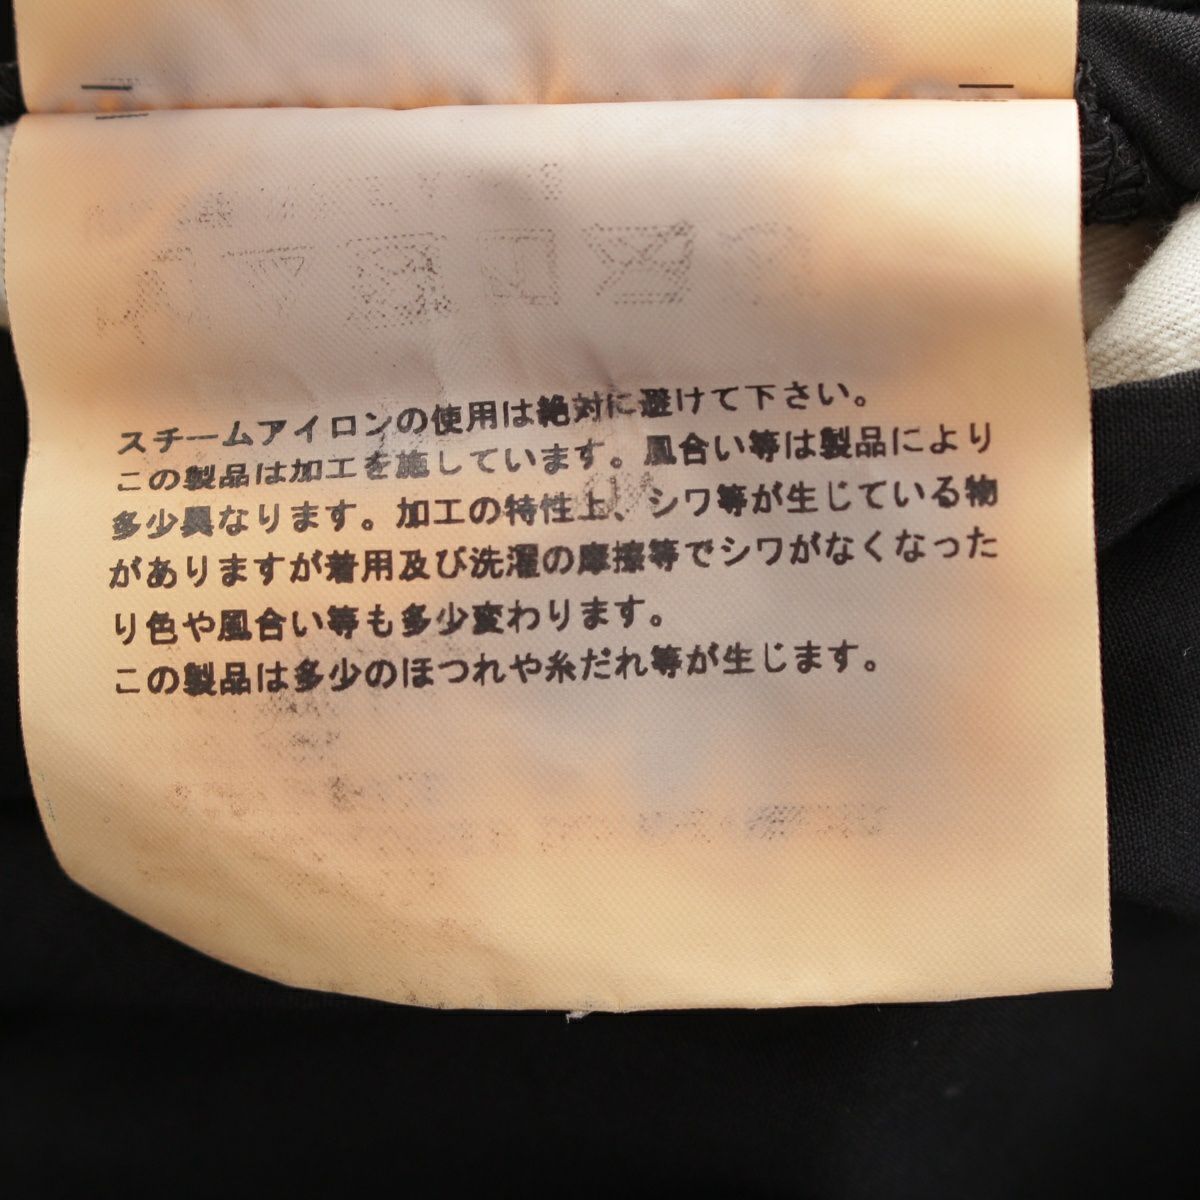 スチームアイロンの使用は絶対に避けて下さい。
この製品は加工を施しています。風合い等は製品により
多少異なります。加工の特性上、シワ等が生じている物
がありますが着用及び洗濯の摩擦等でシワがなくなった
り色や風合い等も多少変わります。
この製品は多少のほつれや糸だれ等が生じます。